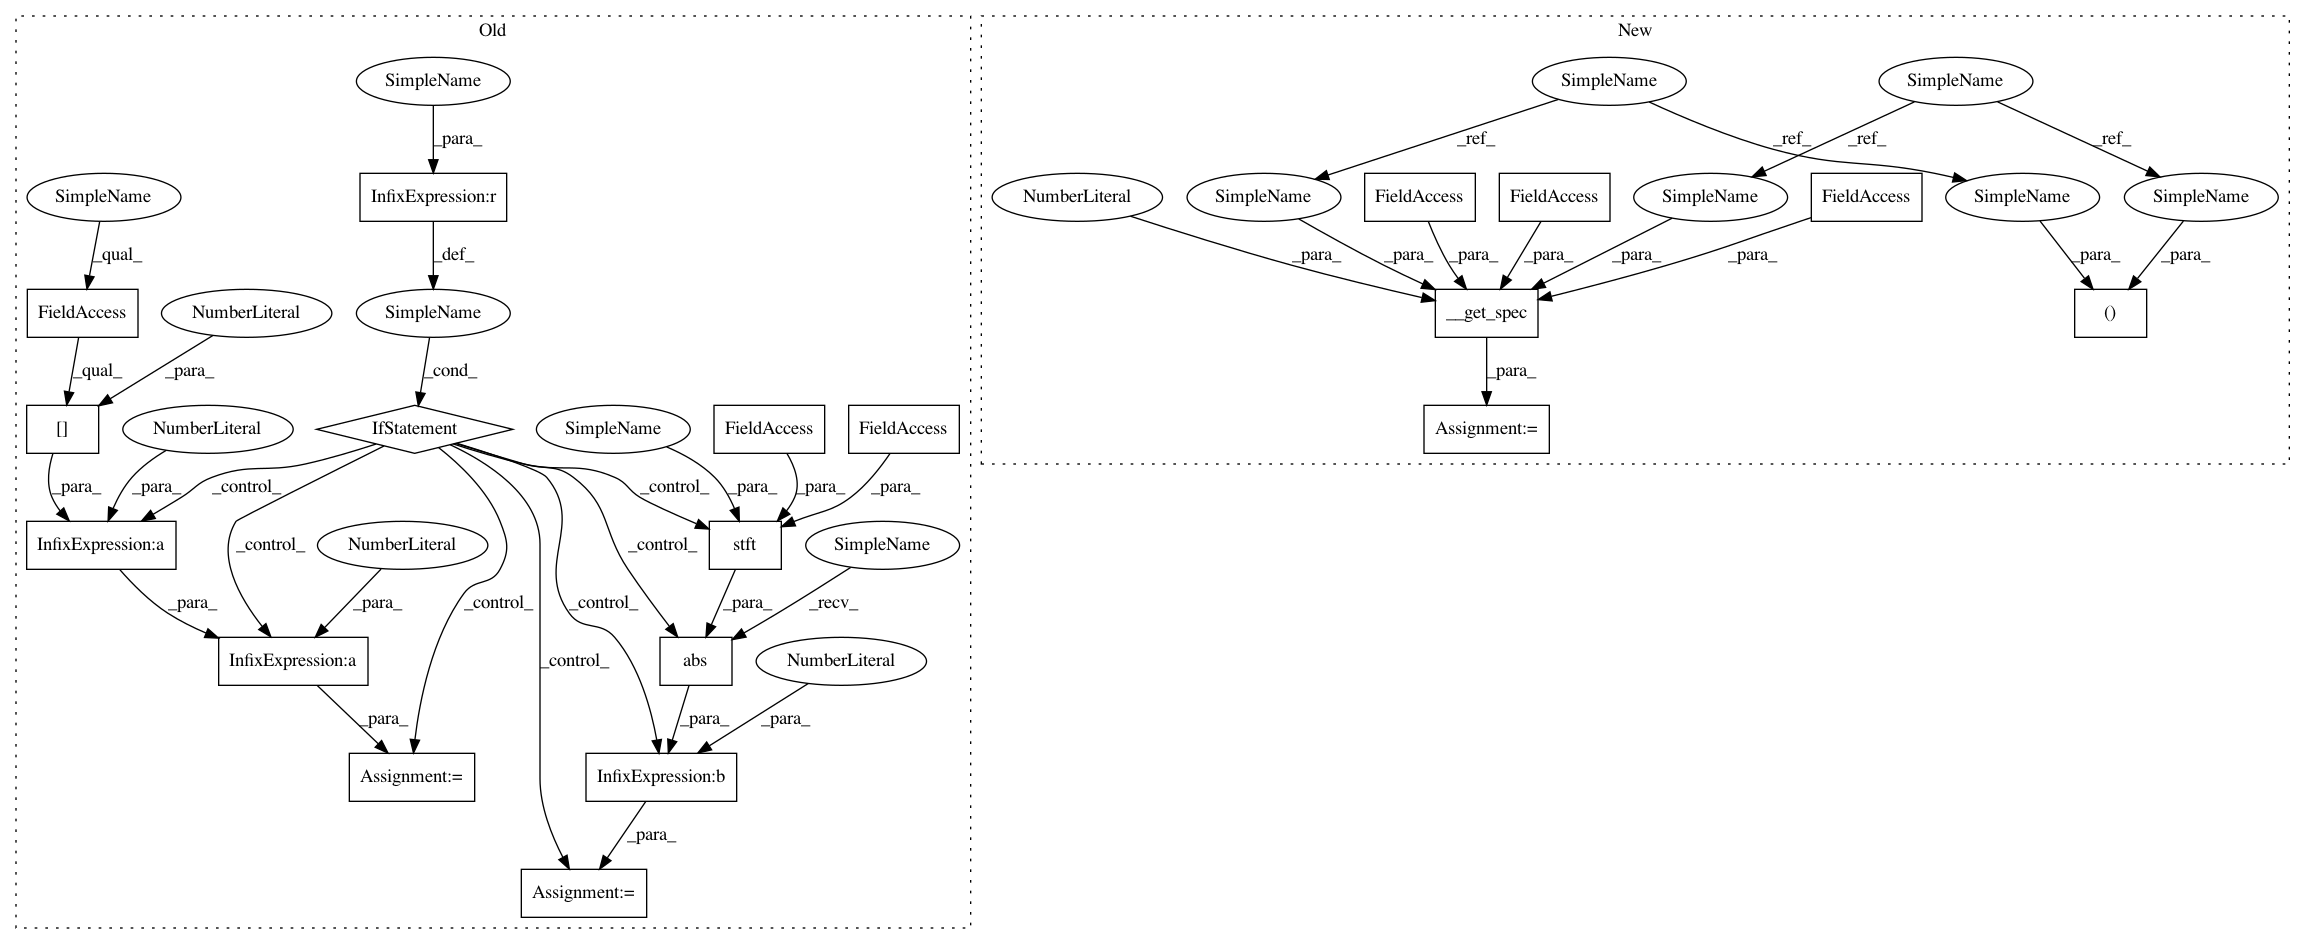 Old
New
SimpleName
SimpleName
SimpleName
_para_
_ref_
_ref_
_ref_
_ref_
SimpleName
InfixExpression:r
NumberLiteral
SimpleName
FieldAccess
FieldAccess
SimpleName
FieldAccess
SimpleName
SimpleName
_qual_
_def_
_para_
_para_
_para_
_para_
_para_
_para_
_para_
_para_
FieldAccess
NumberLiteral
SimpleName
__get_spec
()
_qual_
_para_
_cond_
_para_
[]
NumberLiteral
IfStatement
SimpleName
FieldAccess
FieldAccess
Assignment:=
_para_
_para_
_control_
_control_
_para_
_para_
_para_
InfixExpression:a
_control_
NumberLiteral
_control_
stft
SimpleName
_para_
_para_
_control_
_control_
_para_
_recv_
InfixExpression:a
_control_
abs
NumberLiteral
_para_
_para_
_para_
Assignment:=
InfixExpression:b
_para_
Assignment:=